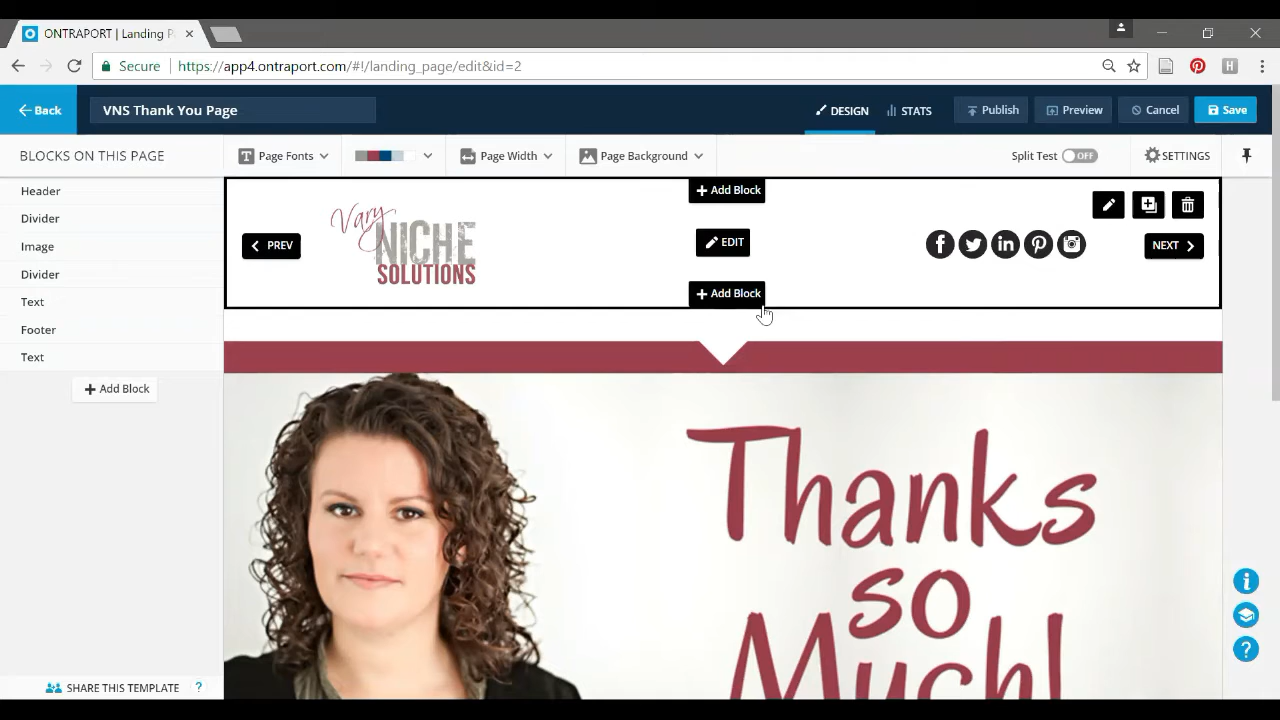 ONTRAPORT | Landing P
Secure
https://app4.ontraport.com/#!/landing_page/edit&id=2
H
Back
VNS Thank You Page
DESIGN
STATS
Publish
Preview
Cancel
Save
BLOCKS ON THIS PAGE
T Page Fonts
Page Width
Page Background
Split Test
OFF
SETTINGS
Header
Divider
Image
Divider
Text
Footer
Text
+ Add Block
+ Add Block
PREV
Vary
NICHE
SOLUTIONS
EDIT
NEXT
+ Add Block
Thanks
so
Much!
SHARE THIS TEMPLATE ?